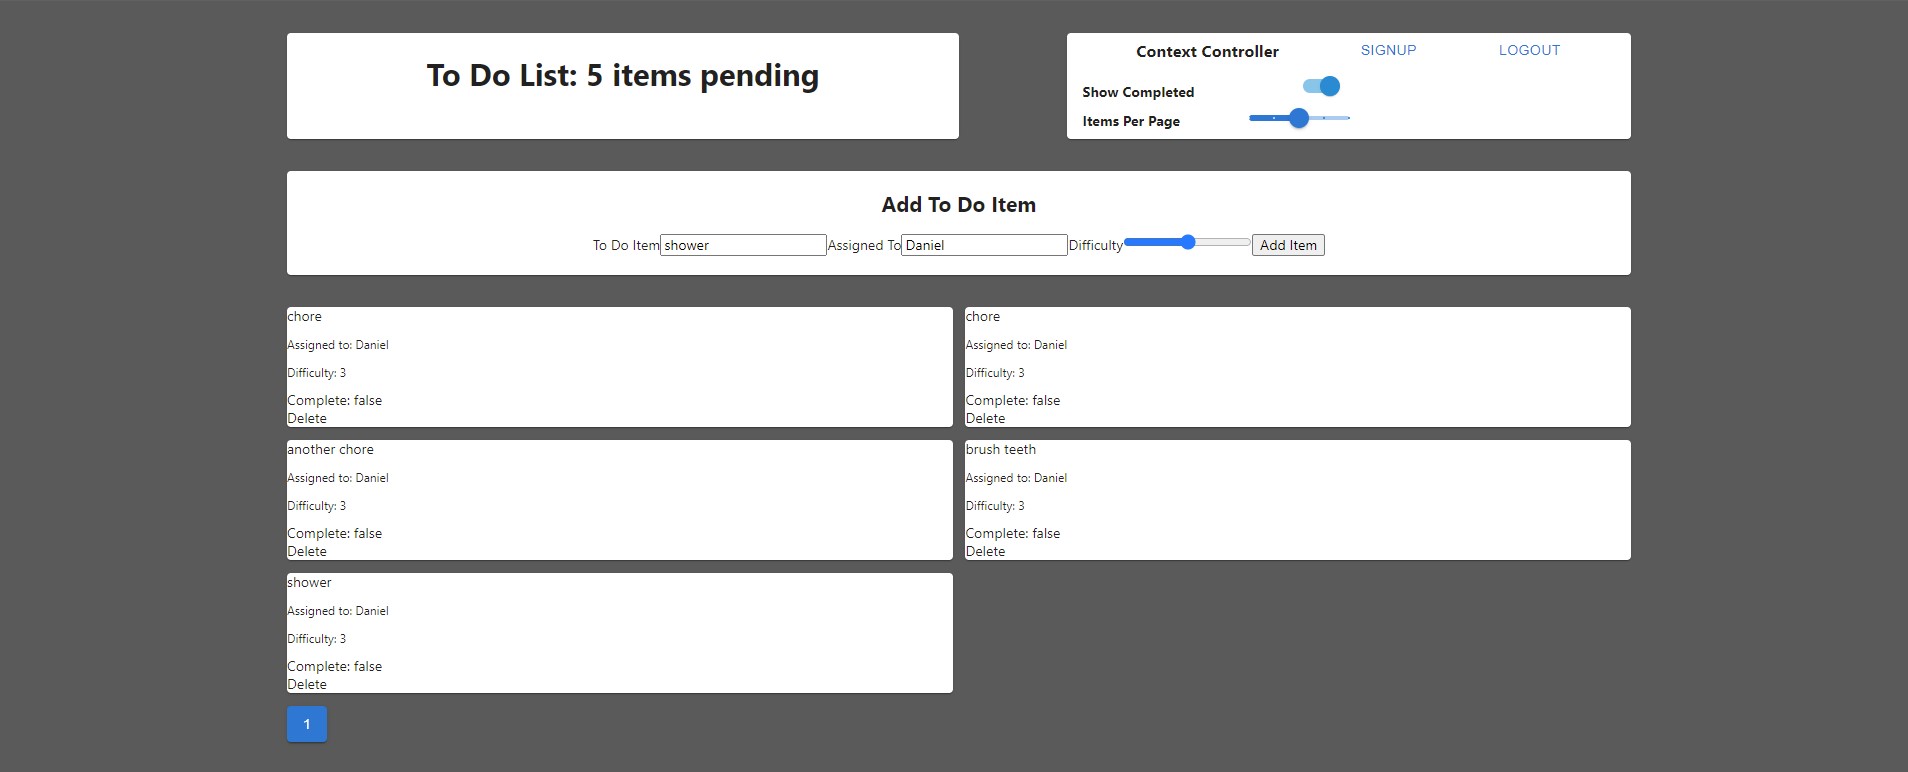 To Do List: 5 items pending
Context Controller SIGNUP LOGOUT
Show Completed
Items Per Page
Add To Do Item
To Do Item shower Assigned To Daniel Difficulty Add Item
chore
Assigned to: Daniel
Difficulty: 3
Complete: false
Delete
chore
Assigned to: Daniel
Difficulty: 3
Complete: false
Delete
another chore
Assigned to: Daniel
Difficulty: 3
Complete: false
Delete
brush teeth
Assigned to: Daniel
Difficulty: 3
Complete: false
Delete
shower
Assigned to: Daniel
Difficulty: 3
Complete: false
Delete
1